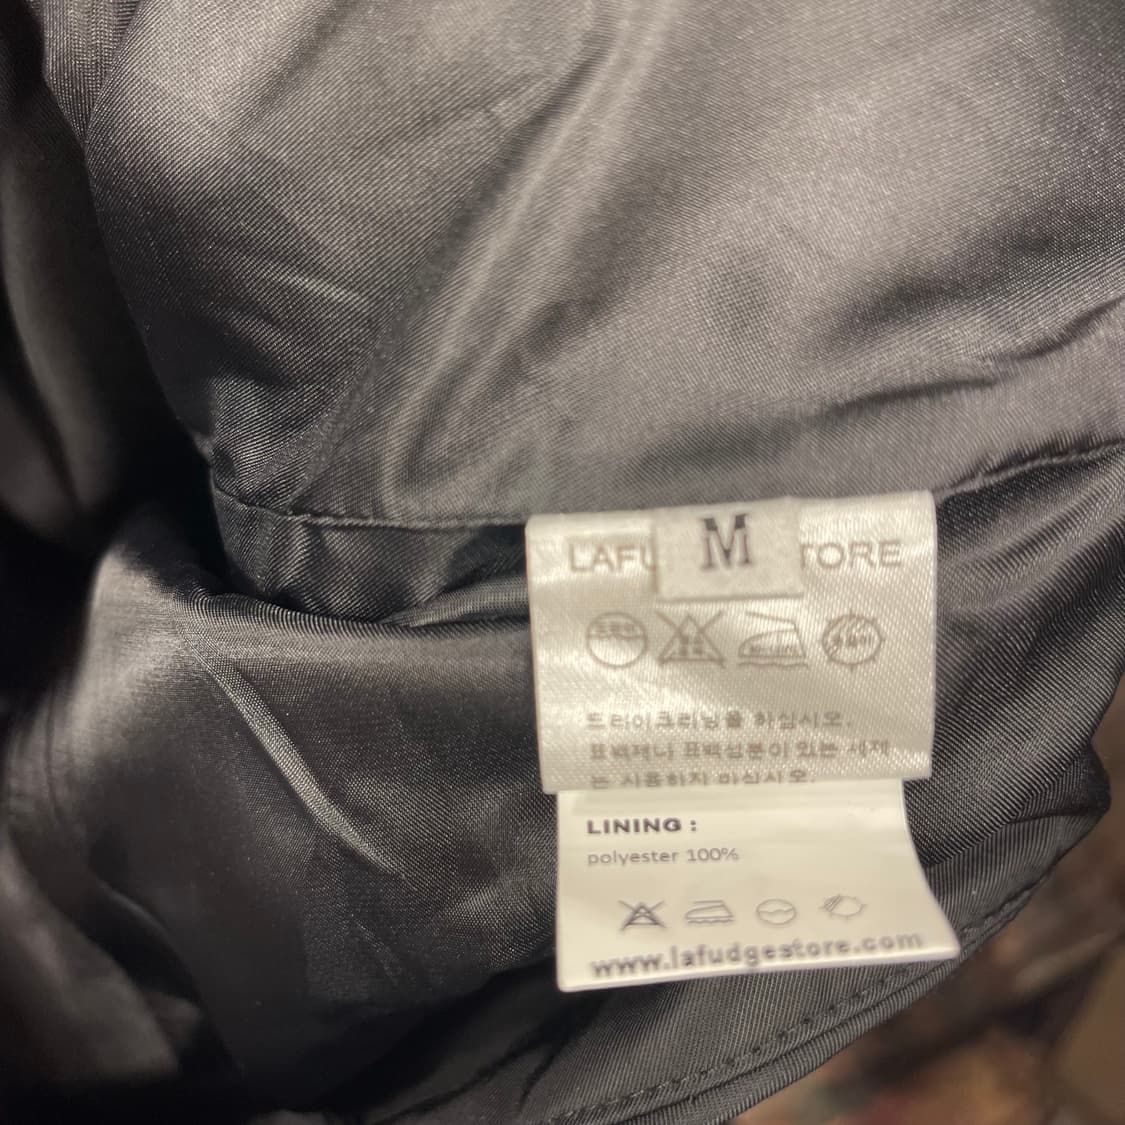 M
LAFU TORE
드라이크리닝을 하십시오.
표백제나 표백성분이 있는 세제
는 사용하지 마십시오.
LINING :
polyester 100%
www.lafudgestore.com